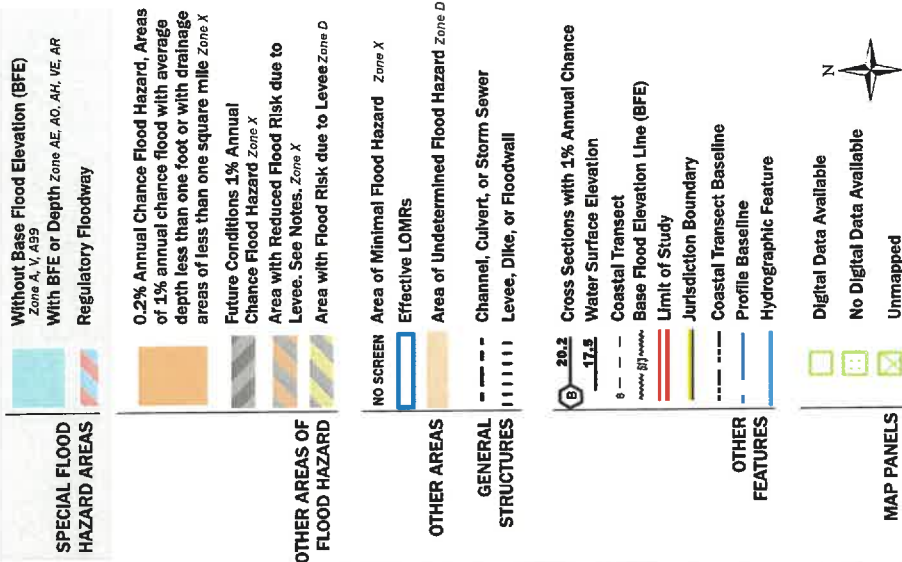 SPECIAL FLOOD
HAZARD AREAS
Without Base Flood Elevation (BFE)
Zone A, V, A99
With BFE or Depth Zone AE, AO, AH, VE, AR
Regulatory Floodway
OTHER AREAS OF
FLOOD HAZARD
0.2% Annual Chance Flood Hazard, Areas
of 1% annual chance flood with average
depth less than one foot or with drainage
areas of less than one square mile Zone X
Future Conditions 1% Annual
Chance Flood Hazard Zone X
Area with Reduced Flood Risk due to
Levee. See Notes. Zone X
Area with Flood Risk due to Levee Zone D
OTHER AREAS
NO SCREEN Area of Minimal Flood Hazard Zone X
Effective LOMRs
Area of Undetermined Flood Hazard Zone D
GENERAL
STRUCTURES
Channel, Culvert, or Storm Sewer
Levee, Dike, or Floodwall
OTHER
FEATURES
B 20.2 Cross Sections with 1% Annual Chance
17.5 Water Surface Elevation
8 Coastal Transect
513 Base Flood Elevation Line (BFE)
Limit of Study
Jurisdiction Boundary
Coastal Transect Baseline
Profile Baseline
Hydrographic Feature
MAP PANELS
Digital Data Available
No Digital Data Available
Unmapped
N